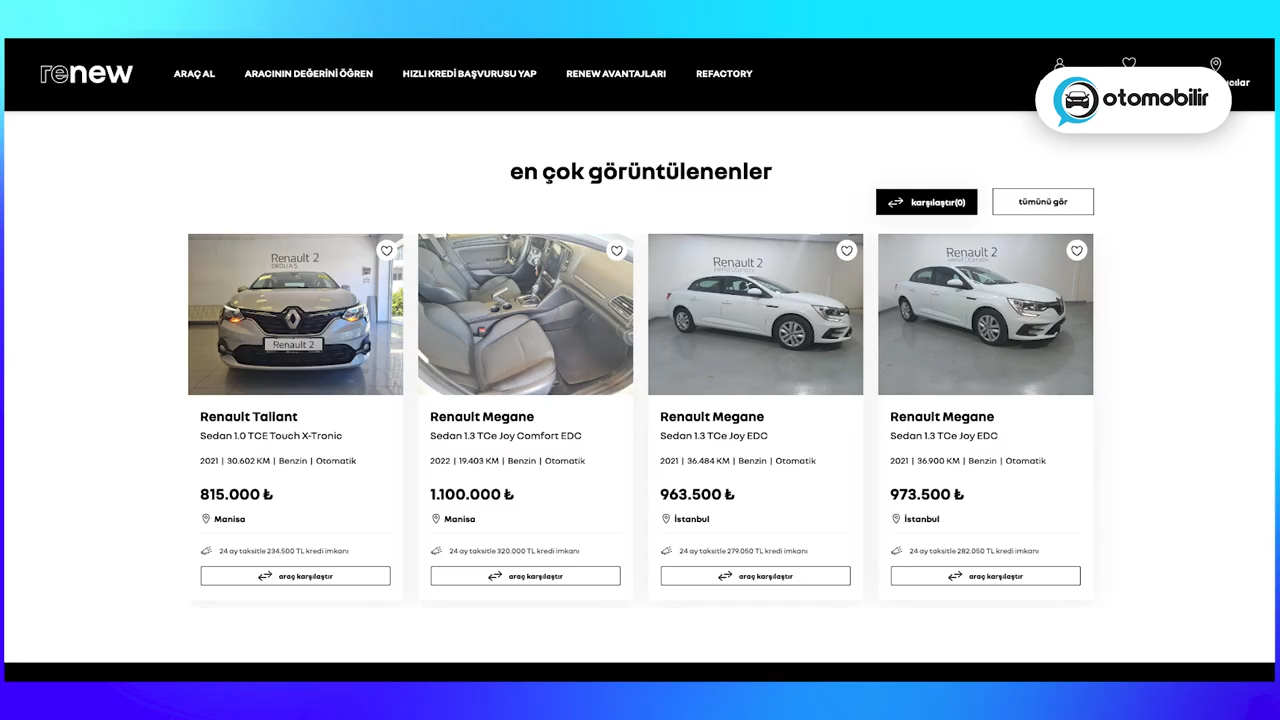 renew
ARAÇ AL
ARACININ DEĞERİNİ ÖĞREN
HIZLI KREDİ BAŞVURUSU YAP
RENEW AVANTAJLARI
REFACTORY
otomobilir
en çok görüntülenenler
karşılaştır(0)
tümünü gör
Renault 2
ORDU A.Ş
Renault 2
Renault Taliant
Sedan 1.0 TCE Touch X-Tronic
2021 | 30.602 KM | Benzin | Otomatik
815.000 ₺
Manisa
24 ay taksitle 234.500 TL kredi imkanı
araç karşılaştır
Renault Megane
Sedan 1.3 TCe Joy Comfort EDC
2022 | 19.403 KM | Benzin | Otomatik
1.100.000 ₺
Manisa
24 ay taksitle 320.000 TL kredi imkanı
araç karşılaştır
Renault 2
Renault Megane
Sedan 1.3 TCe Joy EDC
2021 | 36.484 KM | Benzin | Otomatik
963.500 ₺
İstanbul
24 ay taksitle 279.050 TL kredi imkanı
araç karşılaştır
Renault 2
Renault Megane
Sedan 1.3 TCe Joy EDC
2021 | 36.900 KM | Benzin | Otomatik
973.500 ₺
İstanbul
24 ay taksitle 282.050 TL kredi imkanı
araç karşılaştır